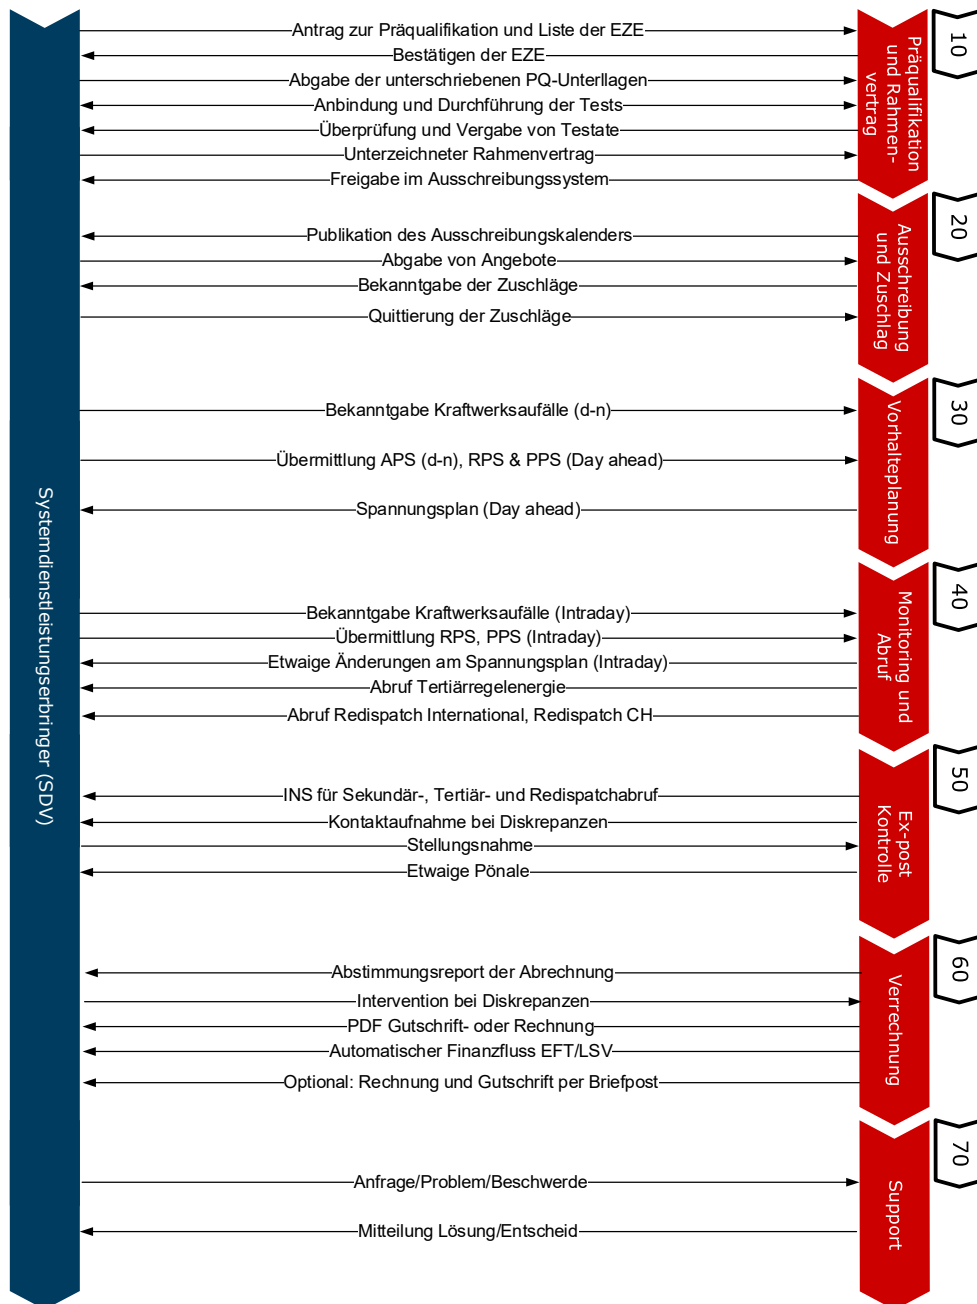 Systemdienstleistungserbringer (SDV)
10
Präqualifikation
und Rahmen-
vertrag
Antrag zur Präqualifikation und Liste der EZE
Bestätigen der EZE
Abgabe der unterschriebenen PQ-Unterllagen
Anbindung und Durchführung der Tests
Überprüfung und Vergabe von Testate
Unterzeichneter Rahmenvertrag
Freigabe im Ausschreibungssystem
20
Ausschreibung
und Zuschlag
Publikation des Ausschreibungskalenders
Abgabe von Angebote
Bekanntgabe der Zuschläge
Quittierung der Zuschläge
30
Vorhalteplanung
Bekanntgabe Kraftwerksaufälle (d-n)
Übermittlung APS (d-n), RPS & PPS (Day ahead)
Spannungsplan (Day ahead)
40
Monitoring und
Abruf
Bekanntgabe Kraftwerksaufälle (Intraday)
Übermittlung RPS, PPS (Intraday)
Etwaige Änderungen am Spannungsplan (Intraday)
Abruf Tertiärregelenergie
Abruf Redispatch International, Redispatch CH
50
Ex-post
Kontrolle
INS für Sekundär-, Tertiär- und Redispatchabruf
Kontaktaufnahme bei Diskrepanzen
Stellungsnahme
Etwaige Pönale
60
Verrechnung
Abstimmungsreport der Abrechnung
Intervention bei Diskrepanzen
PDF Gutschrift- oder Rechnung
Automatischer Finanzfluss EFT/LSV
Optional: Rechnung und Gutschrift per Briefpost
70
Support
Anfrage/Problem/Beschwerde
Mitteilung Lösung/Entscheid